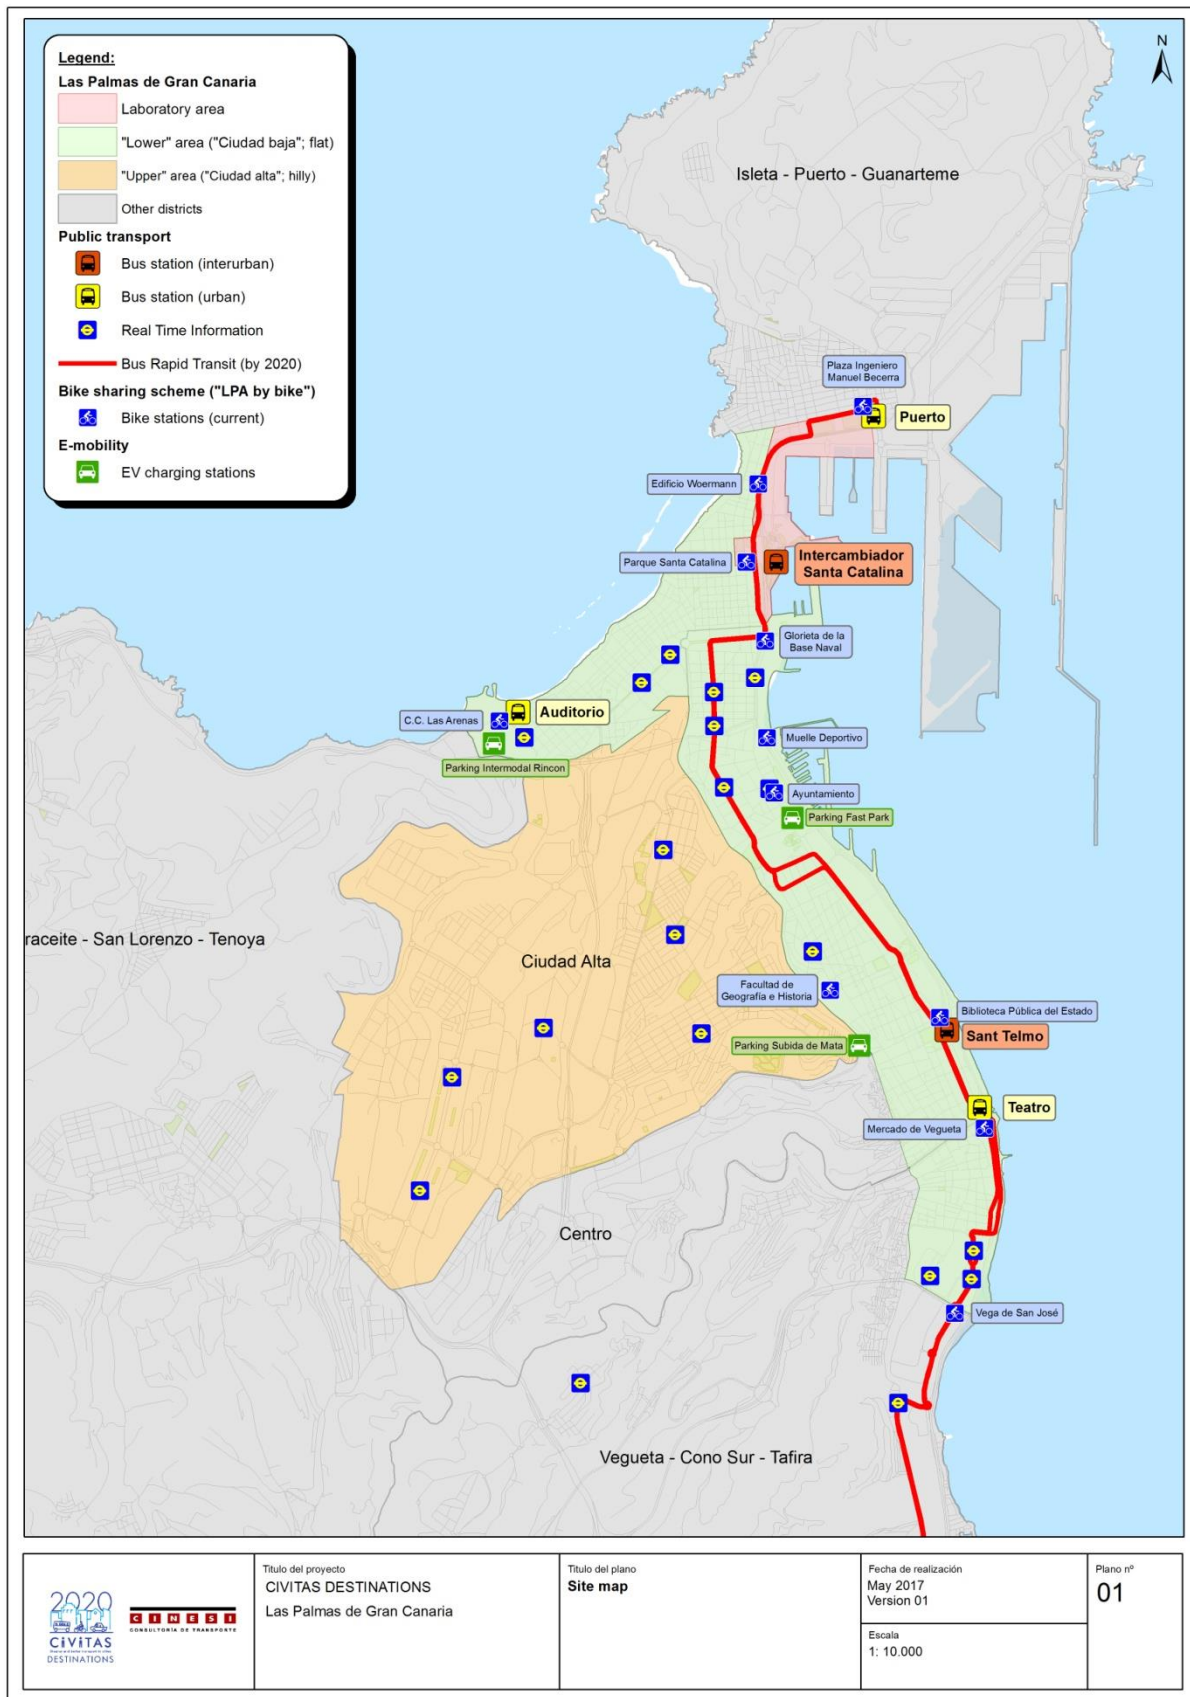 Legend:
Las Palmas de Gran Canaria
Laboratory area
"Lower" area ("Ciudad baja"; flat)
"Upper" area ("Ciudad alta"; hilly)
Other districts
Public transport
Bus station (interurban)
Bus station (urban)
Real Time Information
Bus Rapid Transit (by 2020)
Bike sharing scheme ("LPA by bike")
Bike stations (current)
E-mobility
EV charging stations
N
Isleta - Puerto - Guanarteme
Plaza Ingeniero
Manuel Becerra
Puerto
Edificio Woermann
Parque Santa Catalina
Intercambiador
Santa Catalina
Glorieta de la
Base Naval
C.C. Las Arenas
Auditorio
Parking Intermodal Rincon
Muelle Deportivo
Ayuntamiento
Parking Fast Park
raceite - San Lorenzo - Tenoya
Ciudad Alta
Facultad de
Geografía e Historia
Biblioteca Pública del Estado
Sant Telmo
Parking Subida de Mata
Teatro
Mercado de Vegueta
Centro
Vega de San José
Vegueta - Cono Sur - Tafira
2020
CiViTAS
DESTINATIONS
CINESI
CONSULTORÍA DE TRANSPORTE
Titulo del proyecto
CIVITAS DESTINATIONS
Las Palmas de Gran Canaria
Titulo del plano
Site map
Fecha de realización
May 2017
Version 01
Escala
1: 10.000
Plano nº
01